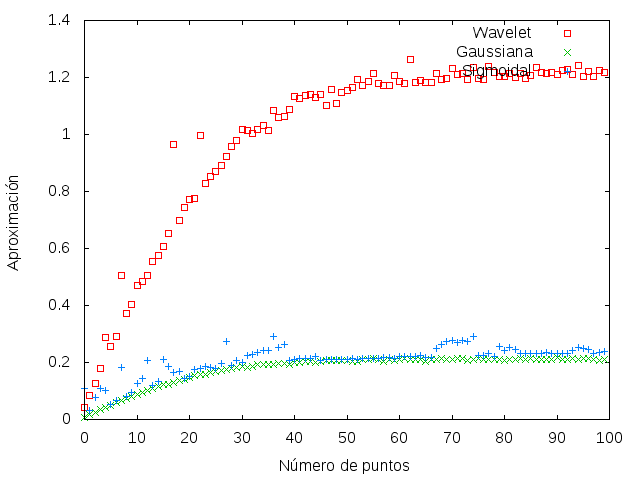 1.4
1.2
1
0.8
0.6
0.4
0.2
0
Aproximación
Wavelet
Gaussiana
Sigmoidal
0 10 20 30 40 50 60 70 80 90 100
Número de puntos